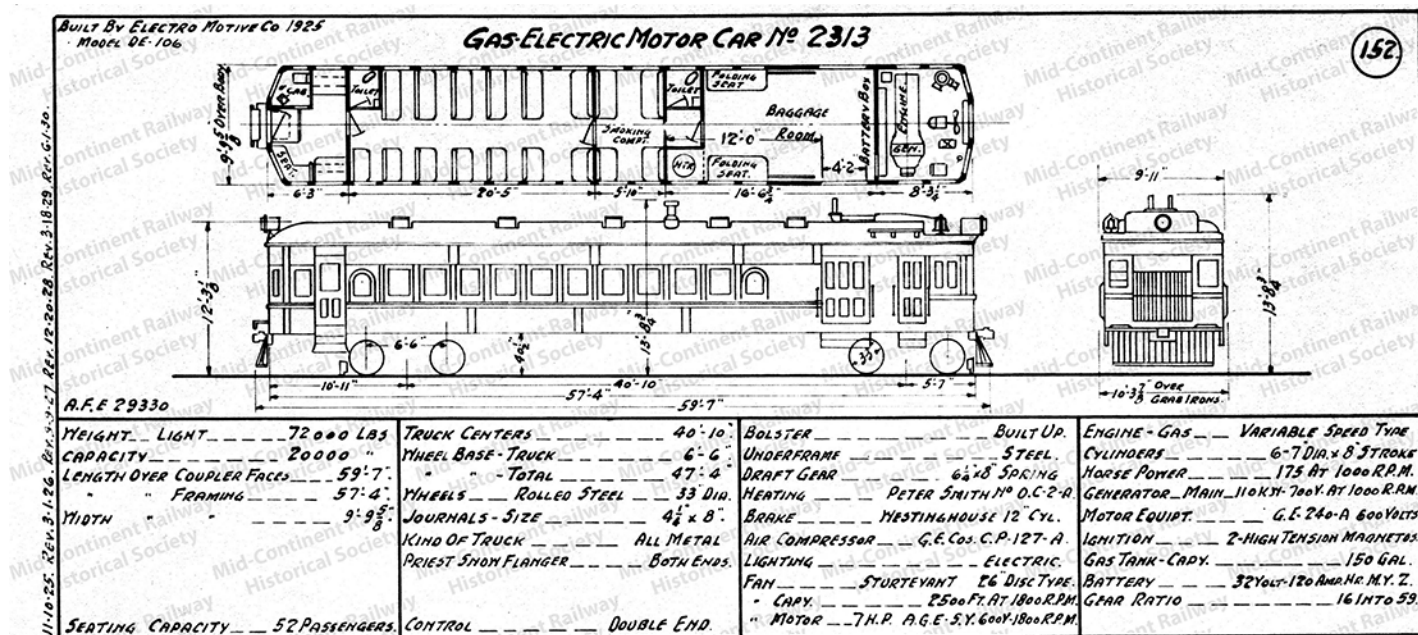 BUILT BY ELECTRO MOTIVE CO 1925
MODEL DE-106
GAS-ELECTRIC MOTOR CAR Nº 2313
152
CAB
TOILET
TOILET
FOLDING SEAT
BAGGAGE ROOM
BATTERY BOX
ENGINE
GEN.
SMOKING COMPT.
12'-0"
4'-2"
HTR
FOLDING SEAT.
SEAT
9'-9 5/8" OVER BODY
6'-3"
20'-5"
5'-10"
16'-6 3/4"
8'-3 1/4"
9'-11"
12'-3 1/8"
13'-8 3/4"
13'-8 3/4"
6'-6"
33"
10'-11"
40'-10"
5'-7"
57'-4"
59'-7"
10'-3 7/8" OVER GRAB IRONS.
A.F.E 29330
11-10-25. REV. 3-1-26. REV. 9-9-27 REV. 12-20-28. REV. 3-18-29. REV. 6-1-30.
WEIGHT LIGHT 72000 LBS
CAPACITY 20000 "
LENGTH OVER COUPLER FACES 59'-7"
" " FRAMING 57'-4"
WIDTH " " 9'-9 5/8"
SEATING CAPACITY 52 PASSENGERS.
TRUCK CENTERS 40'-10"
WHEEL BASE-TRUCK 6'-6"
" " -TOTAL 47'-4"
WHEELS ROLLED STEEL 33" DIA.
JOURNALS-SIZE 4 1/4" x 8"
KIND OF TRUCK ALL METAL
PRIEST SNOW FLANGER BOTH ENDS.
CONTROL DOUBLE END.
BOLSTER BUILT UP.
UNDERFRAME STEEL.
DRAFT GEAR 6 1/4 x 8 SPRING
HEATING PETER SMITH Nº O.C-2-A.
BRAKE WESTINGHOUSE 12" CYL.
AIR COMPRESSOR G.E. COS. C.P-127-A.
LIGHTING ELECTRIC.
FAN STURTEVANT 26" DISC TYPE.
" CAPY. 2500 FT. AT 1800 R.P.M.
" MOTOR 7 H.P. A.G.E-S.Y. 600V-1800 R.P.M.
ENGINE-GAS VARIABLE SPEED TYPE
CYLINDERS 6-7" DIA. x 8" STROKE
HORSE POWER 175 AT 1000 R.P.M.
GENERATOR MAIN 110 KW-700V. AT 1000 R.P.M.
MOTOR EQUIPT. G.E-240-A 600 VOLTS
IGNITION 2-HIGH TENSION MAGNETOS.
GAS TANK-CAPY. 150 GAL.
BATTERY 32 VOLT-120 AMP. HR. M.Y.Z.
GEAR RATIO 16 INTO 59.
Mid-Continent Railway
Historical Society